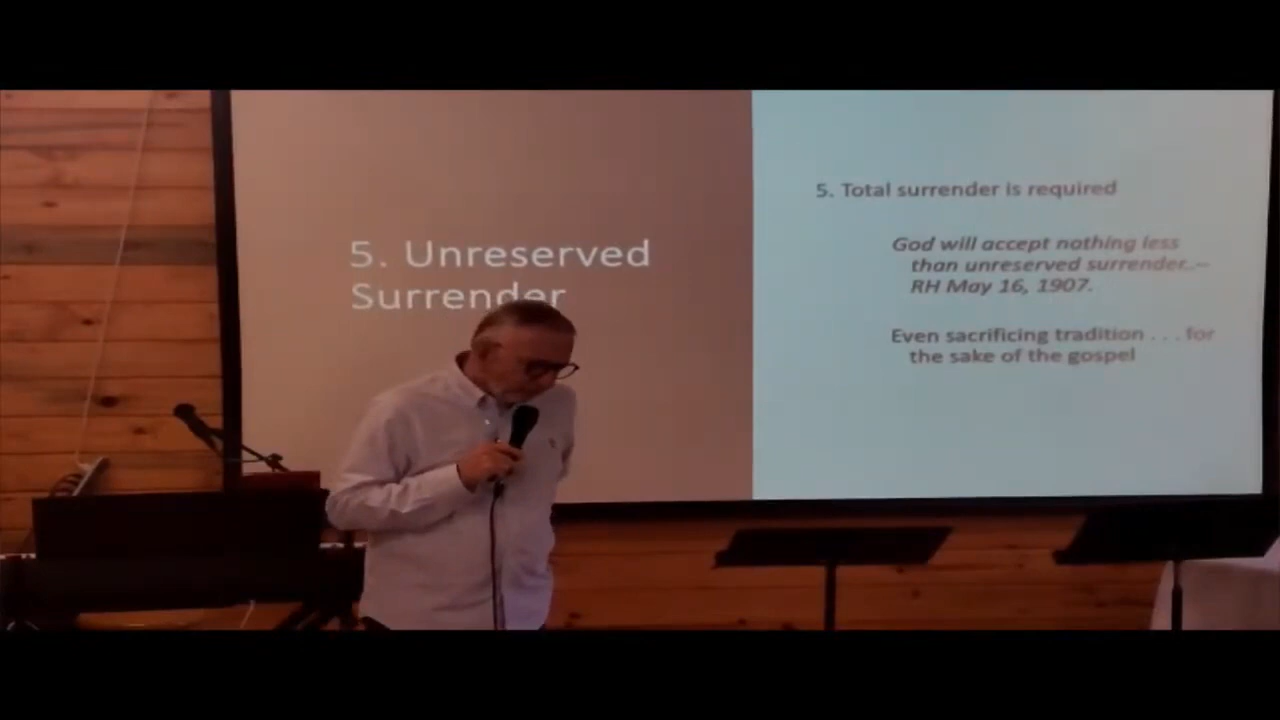 5. Unreserved
Surrender
5. Total surrender is required
God will accept nothing less
than unreserved surrender..—
RH May 16, 1907.
Even sacrificing tradition . . . for
the sake of the gospel